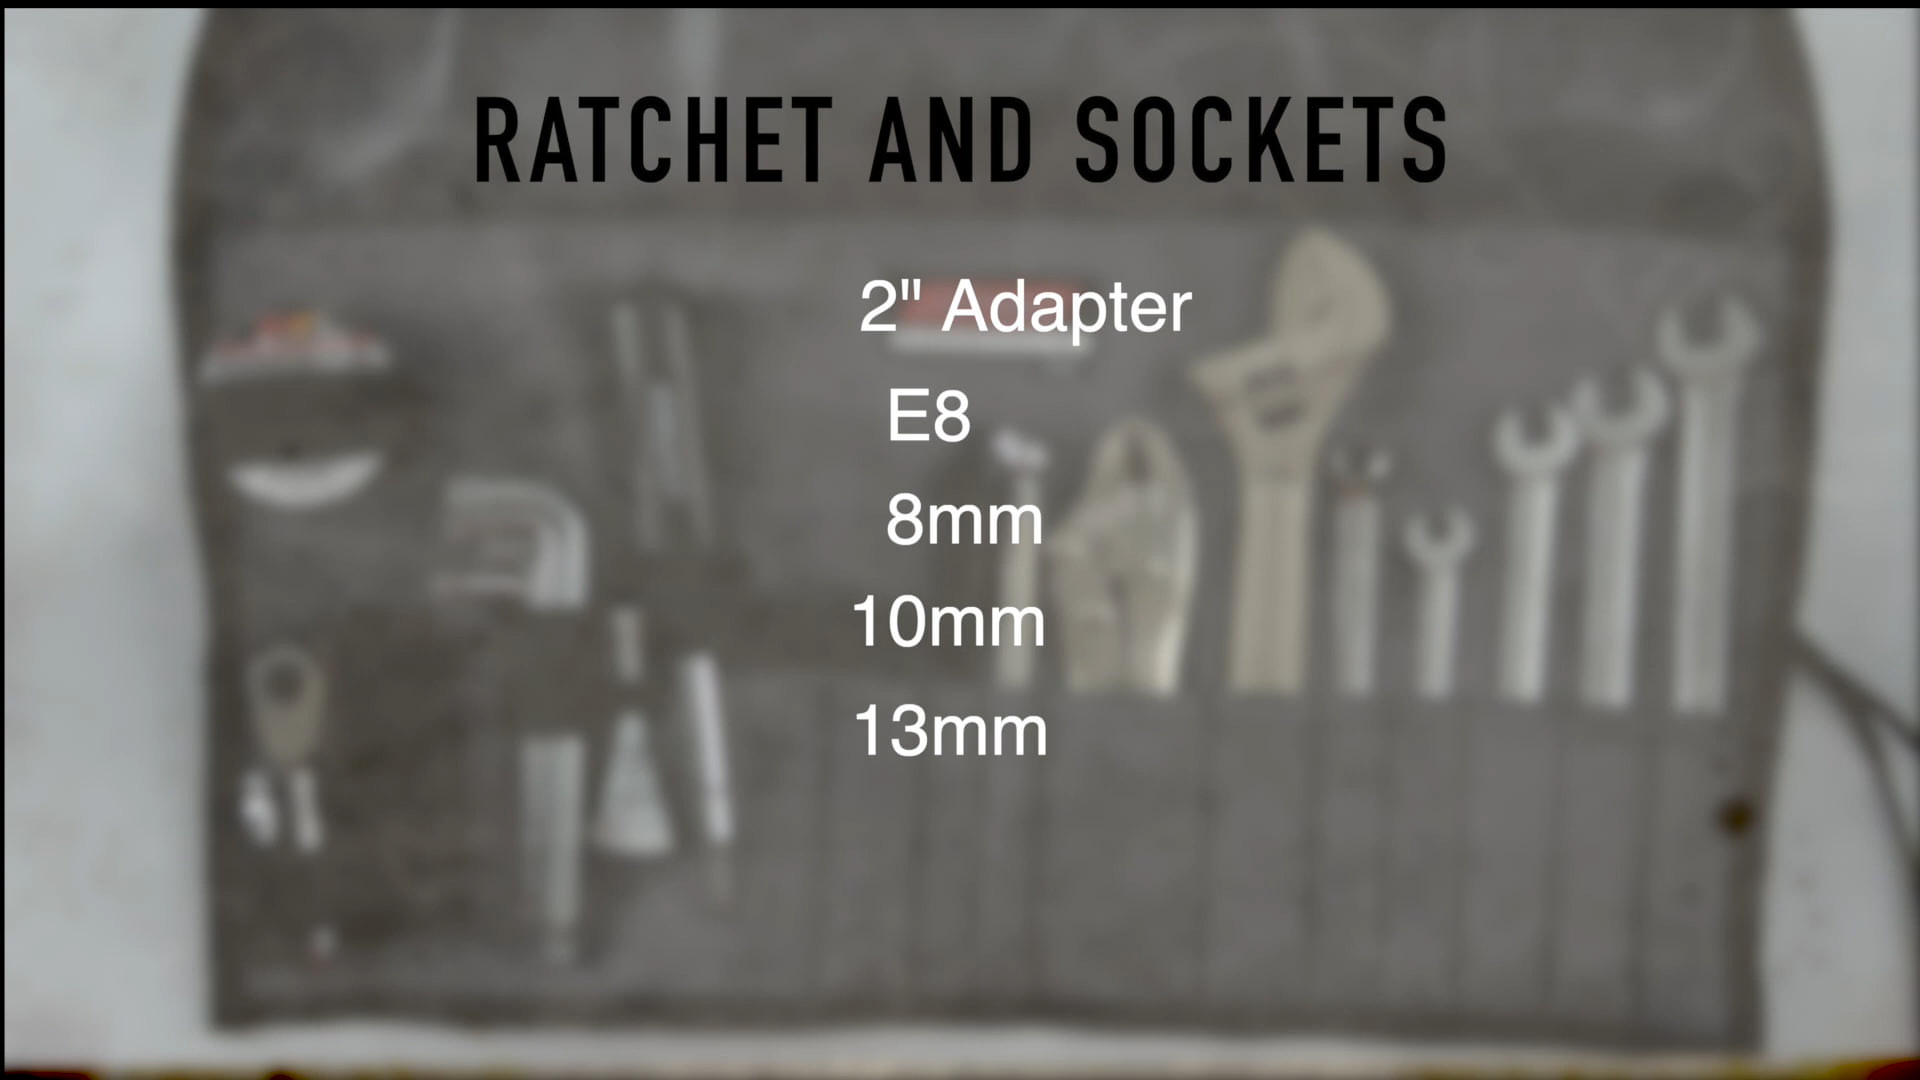 RATCHET AND SOCKETS
2" Adapter
E8
8mm
10mm
13mm